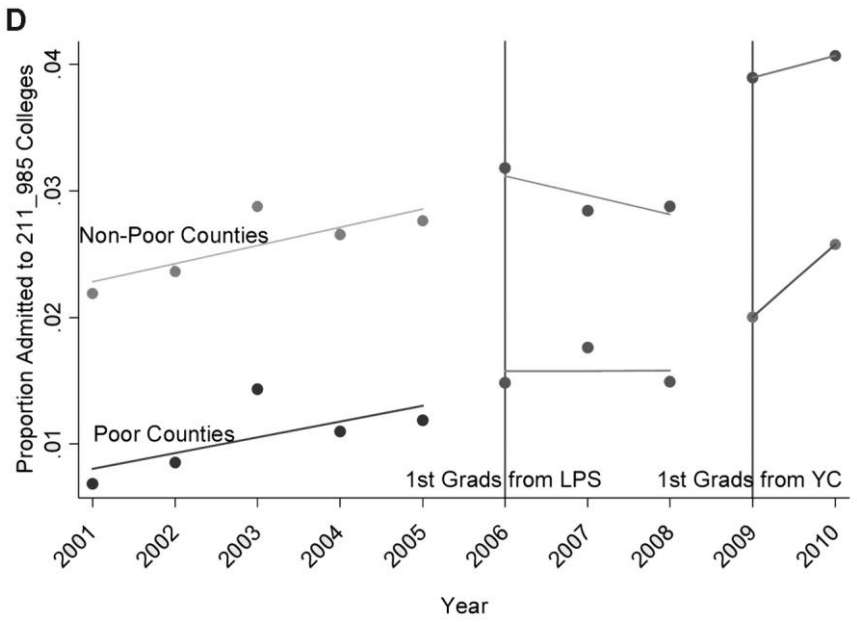 D
Proportion Admitted to 211_985 Colleges
.04
.03
.02
.01
Non-Poor Counties
Poor Counties
1st Grads from LPS
1st Grads from YC
2001
2002
2003
2004
2005
2006
2007
2008
2009
2010
Year